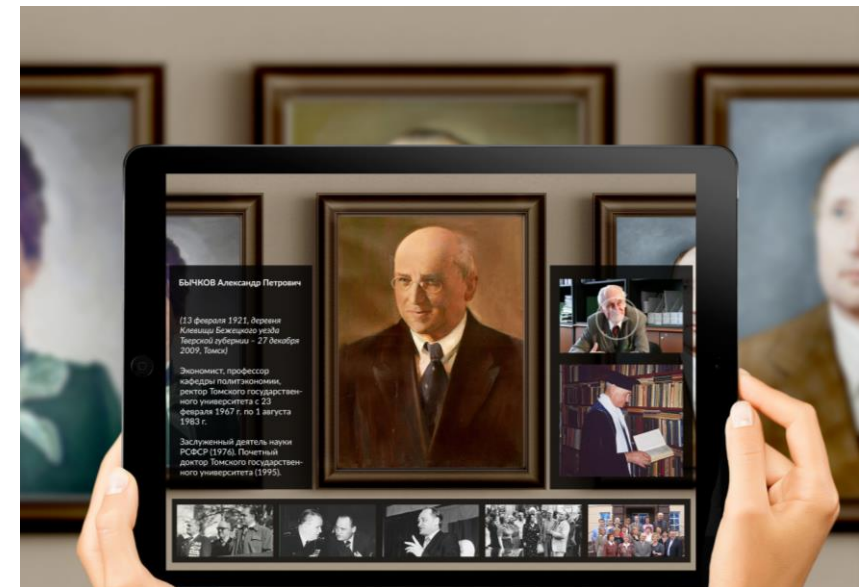 БЫЧКОВ Александр Петрович
(13 февраля 1921, деревня
Клевищи Бежецкого уезда
Тверской губернии – 27 декабря
2009, Томск)
Экономист, профессор
кафедры политэкономии,
ректор Томского государствен-
ного университета с 23
февраля 1967 г. по 1 августа
1983 г.
Заслуженный деятель науки
РСФСР (1976). Почетный
доктор Томского государствен-
ного университета (1995).